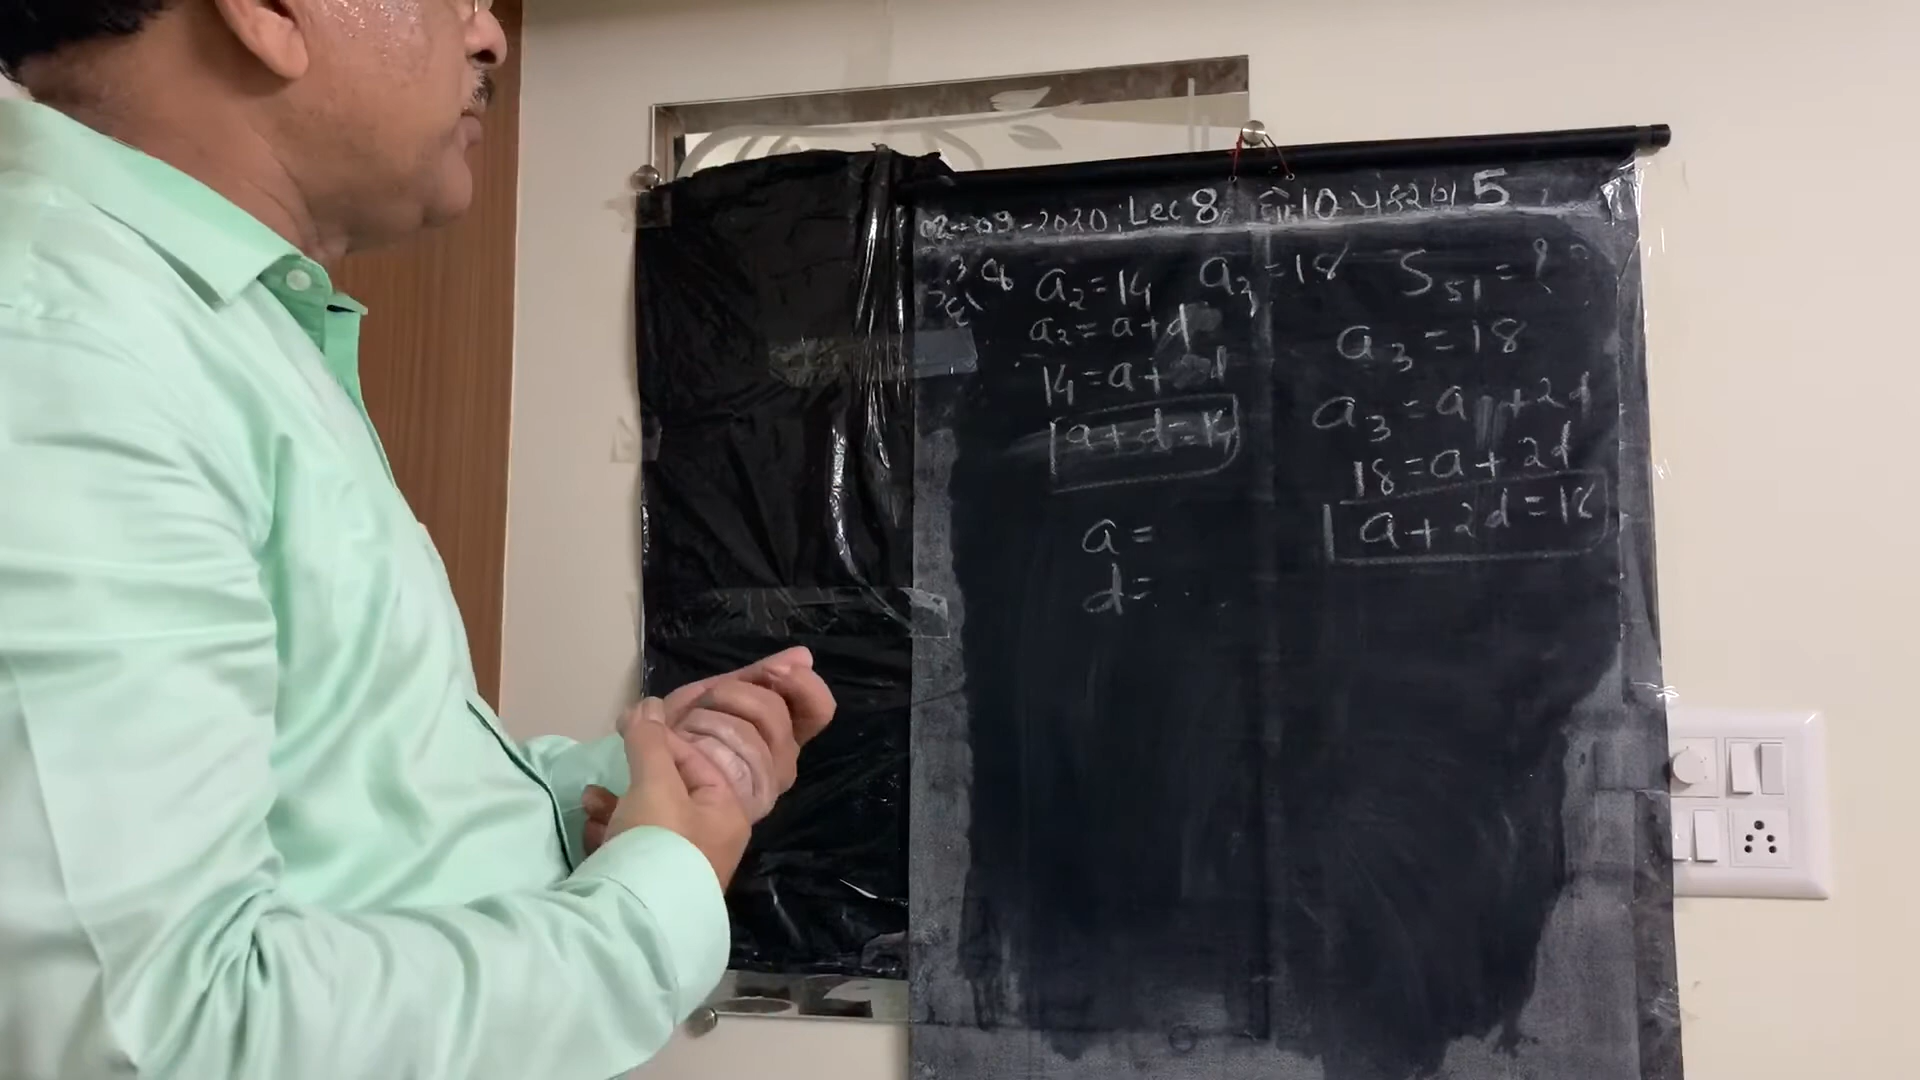 02-09-2020; Lec 8, 10 5
8 a₂=14 a₃=18 S₅₁=?
a₂=a+d
14=a+d
a+d=14
a=
d=
a₃=18
a₃=a+2d
18=a+2d
a+2d=18